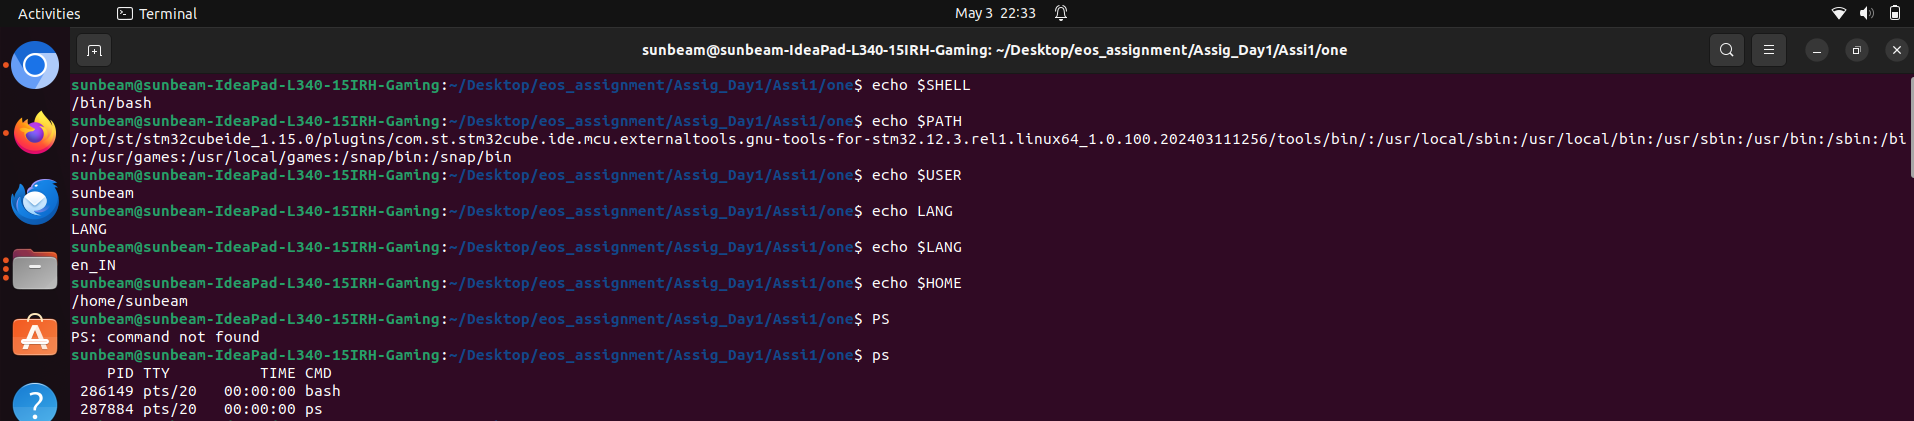 Activities
Terminal
May 3 22:33
sunbeam@sunbeam-IdeaPad-L340-15IRH-Gaming: ~/Desktop/eos_assignment/Assig_Day1/Assi1/one
sunbeam@sunbeam-IdeaPad-L340-15IRH-Gaming:~/Desktop/eos_assignment/Assig_Day1/Assi1/one$ echo $SHELL
/bin/bash
sunbeam@sunbeam-IdeaPad-L340-15IRH-Gaming:~/Desktop/eos_assignment/Assig_Day1/Assi1/one$ echo $PATH
/opt/st/stm32cubeide_1.15.0/plugins/com.st.stm32cube.ide.mcu.externaltools.gnu-tools-for-stm32.12.3.rel1.linux64_1.0.100.202403111256/tools/bin/:/usr/local/sbin:/usr/local/bin:/usr/sbin:/usr/bin:/sbin:/bi
n:/usr/games:/usr/local/games:/snap/bin:/snap/bin
sunbeam@sunbeam-IdeaPad-L340-15IRH-Gaming:~/Desktop/eos_assignment/Assig_Day1/Assi1/one$ echo $USER
sunbeam
sunbeam@sunbeam-IdeaPad-L340-15IRH-Gaming:~/Desktop/eos_assignment/Assig_Day1/Assi1/one$ echo LANG
LANG
sunbeam@sunbeam-IdeaPad-L340-15IRH-Gaming:~/Desktop/eos_assignment/Assig_Day1/Assi1/one$ echo $LANG
en_IN
sunbeam@sunbeam-IdeaPad-L340-15IRH-Gaming:~/Desktop/eos_assignment/Assig_Day1/Assi1/one$ echo $HOME
/home/sunbeam
sunbeam@sunbeam-IdeaPad-L340-15IRH-Gaming:~/Desktop/eos_assignment/Assig_Day1/Assi1/one$ PS
PS: command not found
sunbeam@sunbeam-IdeaPad-L340-15IRH-Gaming:~/Desktop/eos_assignment/Assig_Day1/Assi1/one$ ps
PID TTY TIME CMD
286149 pts/20 00:00:00 bash
287884 pts/20 00:00:00 ps